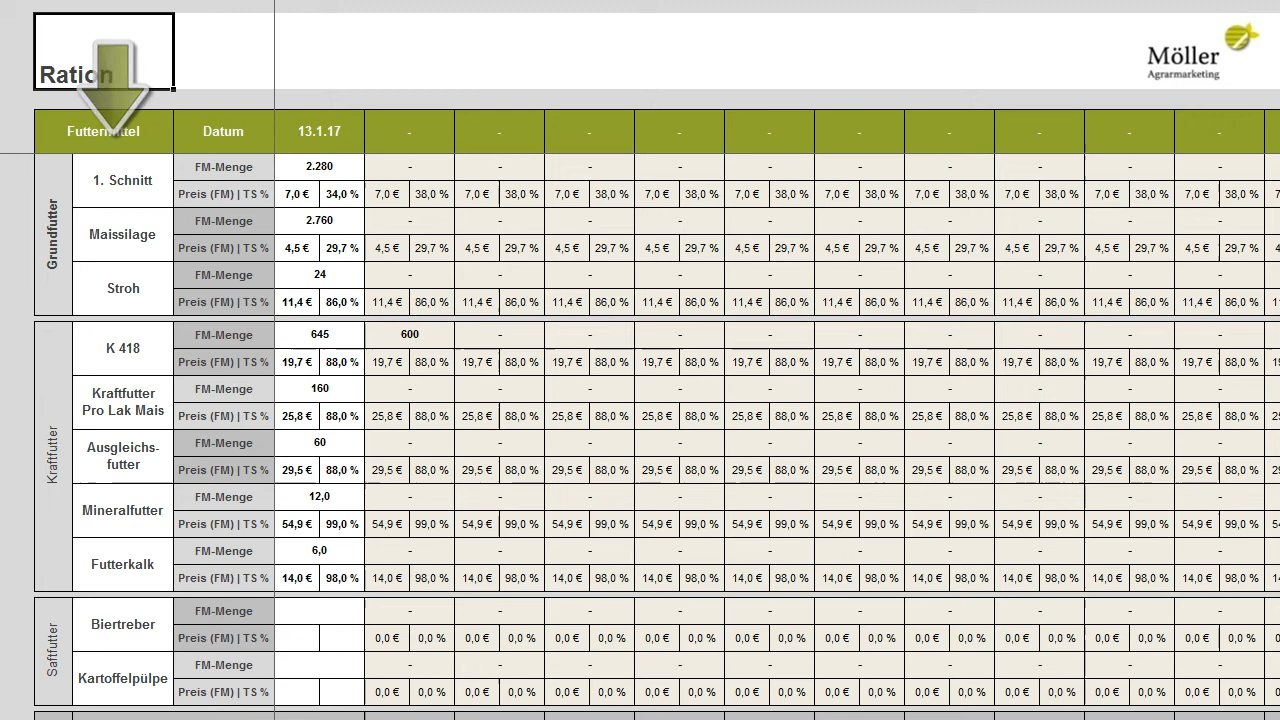 Ration
Möller
Agrarmarketing
Futtermittel Datum 13.1.17 - - - - - - - - - -
Grundfutter
1. Schnitt FM-Menge 2.280 - - - - - - - - - -
Preis (FM) | TS % 7,0 € 34,0 % 7,0 € 38,0 % 7,0 € 38,0 % 7,0 € 38,0 % 7,0 € 38,0 % 7,0 € 38,0 % 7,0 € 38,0 % 7,0 € 38,0 % 7,0 € 38,0 % 7,0 € 38,0 % 7,0 € 38,0 % 7
Maissilage FM-Menge 2.760 - - - - - - - - - -
Preis (FM) | TS % 4,5 € 29,7 % 4,5 € 29,7 % 4,5 € 29,7 % 4,5 € 29,7 % 4,5 € 29,7 % 4,5 € 29,7 % 4,5 € 29,7 % 4,5 € 29,7 % 4,5 € 29,7 % 4,5 € 29,7 % 4,5 € 29,7 % 4
Stroh FM-Menge 24 - - - - - - - - - -
Preis (FM) | TS % 11,4 € 86,0 % 11,4 € 86,0 % 11,4 € 86,0 % 11,4 € 86,0 % 11,4 € 86,0 % 11,4 € 86,0 % 11,4 € 86,0 % 11,4 € 86,0 % 11,4 € 86,0 % 11,4 € 86,0 % 11,4 € 86,0 % 1
Kraftfutter
K 418 FM-Menge 645 600 - - - - - - - - -
Preis (FM) | TS % 19,7 € 88,0 % 19,7 € 88,0 % 19,7 € 88,0 % 19,7 € 88,0 % 19,7 € 88,0 % 19,7 € 88,0 % 19,7 € 88,0 % 19,7 € 88,0 % 19,7 € 88,0 % 19,7 € 88,0 % 19,7 € 88,0 % 19
Kraftfutter
Pro Lak Mais FM-Menge 160 - - - - - - - - - -
Preis (FM) | TS % 25,8 € 88,0 % 25,8 € 88,0 % 25,8 € 88,0 % 25,8 € 88,0 % 25,8 € 88,0 % 25,8 € 88,0 % 25,8 € 88,0 % 25,8 € 88,0 % 25,8 € 88,0 % 25,8 € 88,0 % 25,8 € 88,0 % 25
Ausgleichs-
futter FM-Menge 60 - - - - - - - - - -
Preis (FM) | TS % 29,5 € 88,0 % 29,5 € 88,0 % 29,5 € 88,0 % 29,5 € 88,0 % 29,5 € 88,0 % 29,5 € 88,0 % 29,5 € 88,0 % 29,5 € 88,0 % 29,5 € 88,0 % 29,5 € 88,0 % 29,5 € 88,0 % 29
Mineralfutter FM-Menge 12,0 - - - - - - - - - -
Preis (FM) | TS % 54,9 € 99,0 % 54,9 € 99,0 % 54,9 € 99,0 % 54,9 € 99,0 % 54,9 € 99,0 % 54,9 € 99,0 % 54,9 € 99,0 % 54,9 € 99,0 % 54,9 € 99,0 % 54,9 € 99,0 % 54,9 € 99,0 % 54
Futterkalk FM-Menge 6,0 - - - - - - - - - -
Preis (FM) | TS % 14,0 € 98,0 % 14,0 € 98,0 % 14,0 € 98,0 % 14,0 € 98,0 % 14,0 € 98,0 % 14,0 € 98,0 % 14,0 € 98,0 % 14,0 € 98,0 % 14,0 € 98,0 % 14,0 € 98,0 % 14,0 € 98,0 % 14
Saftfutter
Biertreber FM-Menge - - - - - - - - - -
Preis (FM) | TS % 0,0 € 0,0 % 0,0 € 0,0 % 0,0 € 0,0 % 0,0 € 0,0 % 0,0 € 0,0 % 0,0 € 0,0 % 0,0 € 0,0 % 0,0 € 0,0 % 0,0 € 0,0 % 0,0 € 0,0 % 0
Kartoffelpülpe FM-Menge - - - - - - - - - -
Preis (FM) | TS % 0,0 € 0,0 % 0,0 € 0,0 % 0,0 € 0,0 % 0,0 € 0,0 % 0,0 € 0,0 % 0,0 € 0,0 % 0,0 € 0,0 % 0,0 € 0,0 % 0,0 € 0,0 % 0,0 € 0,0 % 0